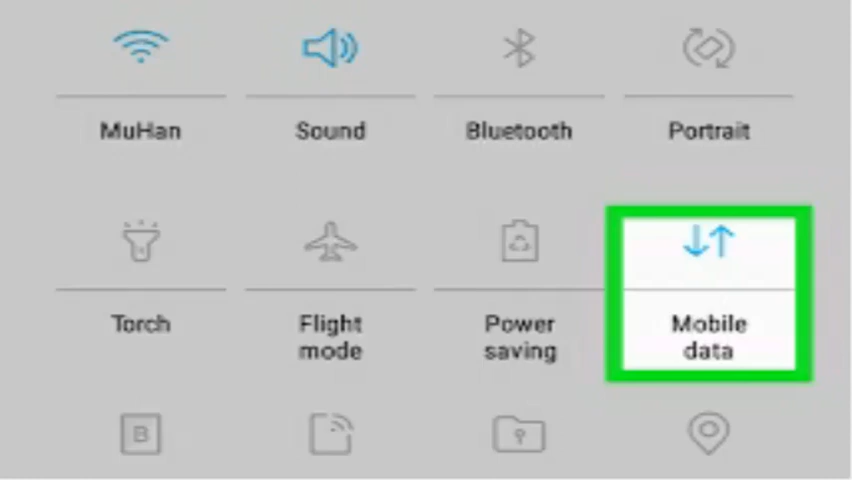 MuHan
Sound
Bluetooth
Portrait
Torch
Flight
mode
Power
saving
Mobile
data
B